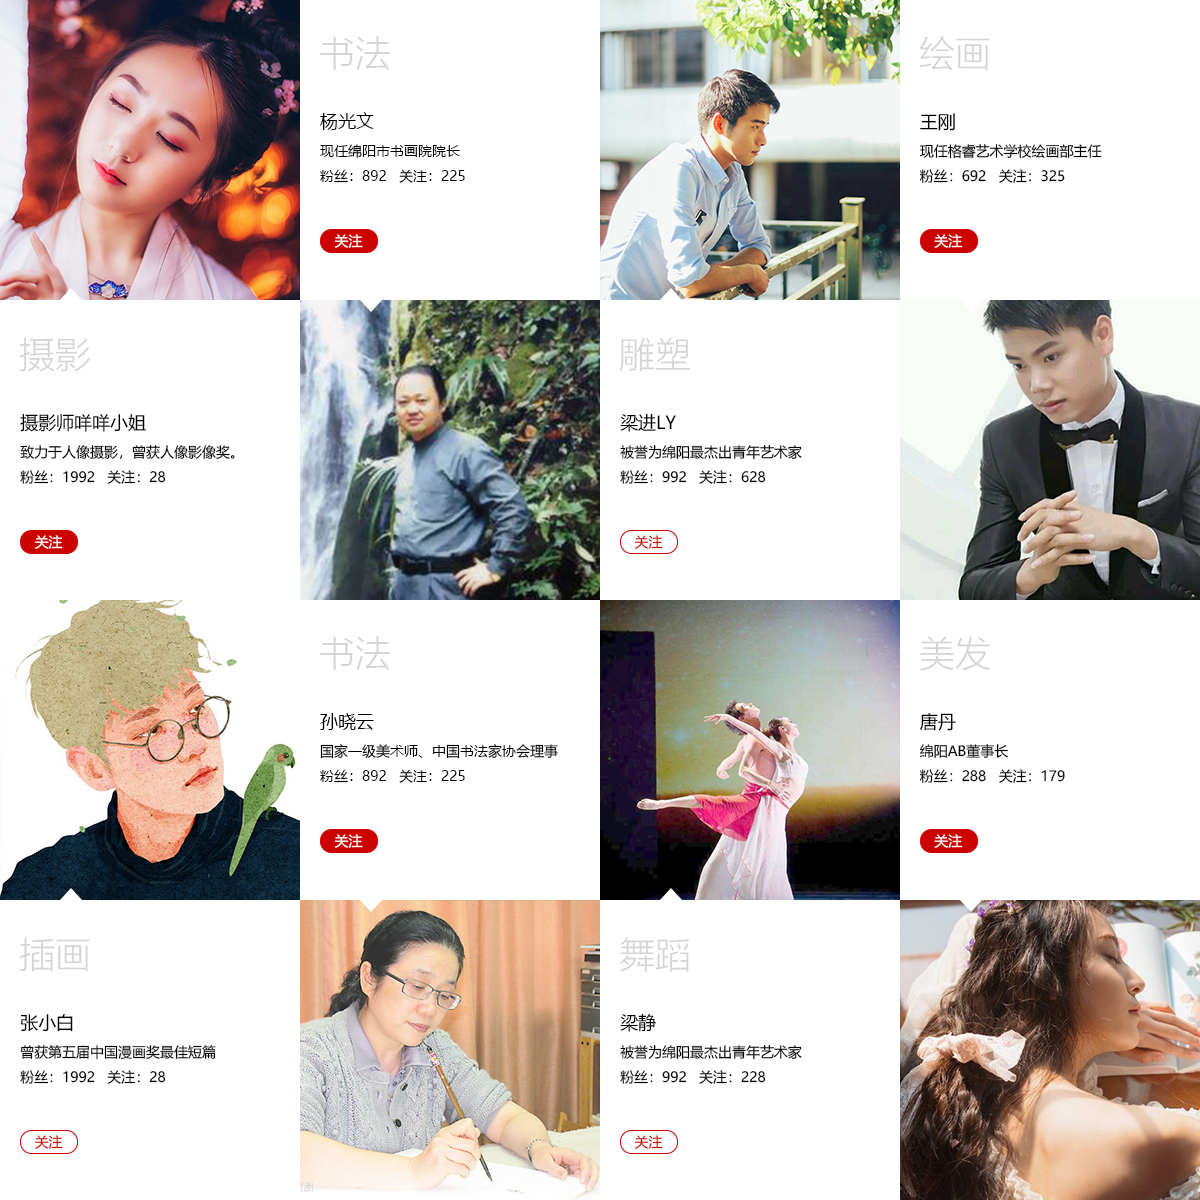 书法
杨光文
现任绵阳市书画院院长
粉丝：892 关注：225
关注
绘画
王刚
现任格睿艺术学校绘画部主任
粉丝：692 关注：325
关注
摄影
摄影师咩咩小姐
致力于人像摄影，曾获人像影像奖。
粉丝：1992 关注：28
关注
雕塑
梁进LY
被誉为绵阳最杰出青年艺术家
粉丝：992 关注：628
关注
书法
孙晓云
国家一级美术师、中国书法家协会理事
粉丝：892 关注：225
关注
美发
唐丹
绵阳AB董事长
粉丝：288 关注：179
关注
插画
张小白
曾获第五届中国漫画奖最佳短篇
粉丝：1992 关注：28
关注
舞蹈
梁静
被誉为绵阳最杰出青年艺术家
粉丝：992 关注：228
关注